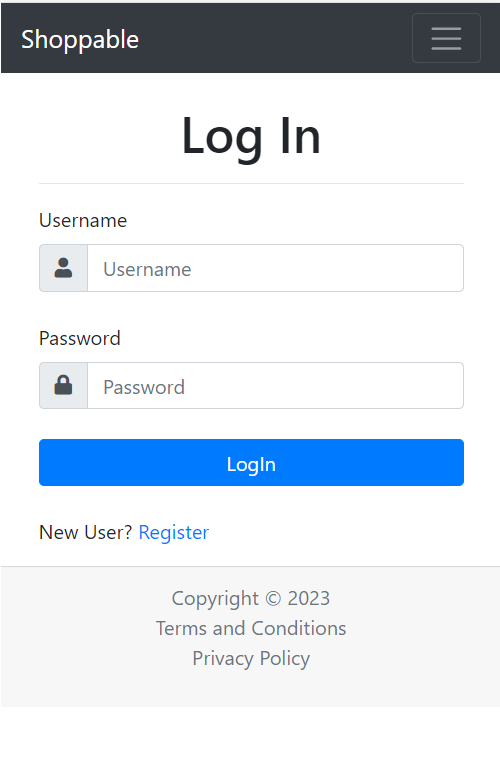 Shoppable
Log In
Username
Username
Password
Password
LogIn
New User? Register
Copyright © 2023
Terms and Conditions
Privacy Policy